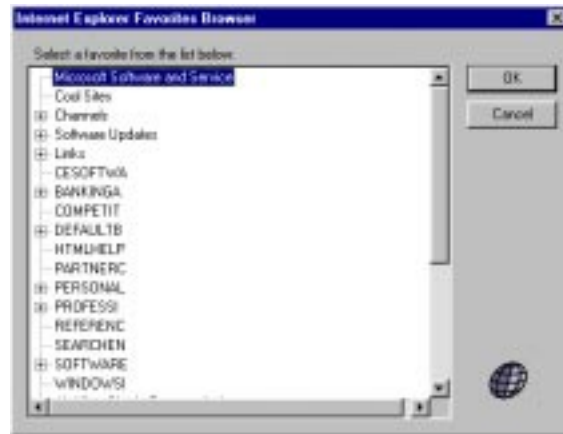 Internet Explorer Favorites Browser
Select a favorite from the list below:
Microsoft Software and Service
OK
Cool Sites
Channels
Cancel
Software Updates
Links
CESOFTWA
BANKINGA
COMPETIT
DEFAULTB
HTMLHELP
PARTNERC
PERSONAL
PROFESSI
REFERENC
SEARCHEN
SOFTWARE
WINDOWSI